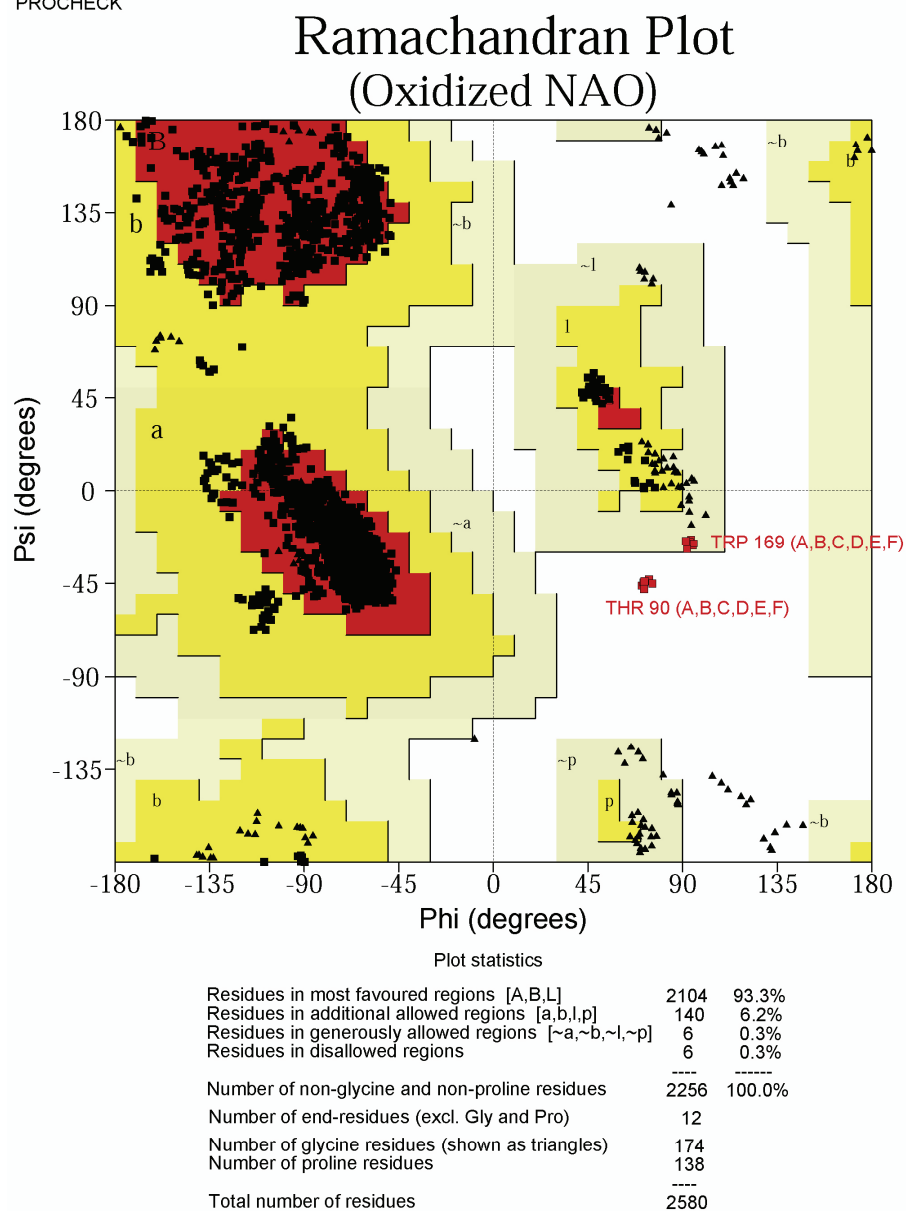 PROCHECK
Ramachandran Plot
(Oxidized NAO)
180
B
~b
b
135
b
~b
~l
90
l
45
a
0
~a
TRP 169 (A,B,C,D,E,F)
-45
THR 90 (A,B,C,D,E,F)
-90
-135
~b
~p
b
p
~b
Psi (degrees)
-180 -135 -90 -45 0 45 90 135 180
Phi (degrees)
Plot statistics
Residues in most favoured regions [A,B,L] 2104 93.3%
Residues in additional allowed regions [a,b,l,p] 140 6.2%
Residues in generously allowed regions [~a,~b,~l,~p] 6 0.3%
Residues in disallowed regions 6 0.3%
---- ------
Number of non-glycine and non-proline residues 2256 100.0%
Number of end-residues (excl. Gly and Pro) 12
Number of glycine residues (shown as triangles) 174
Number of proline residues 138
----
Total number of residues 2580